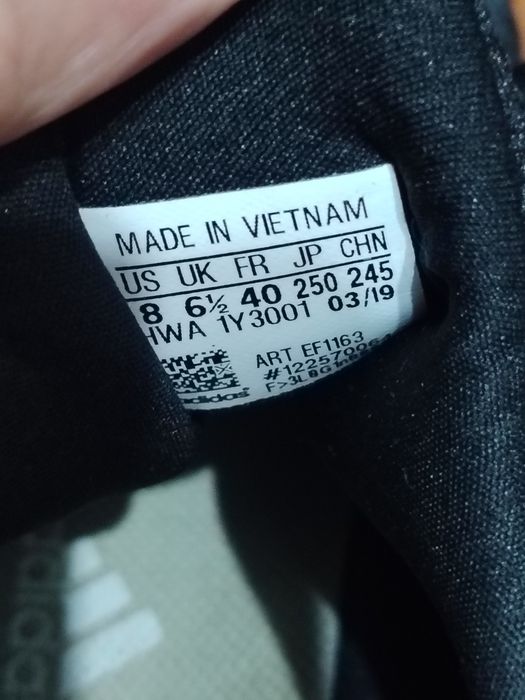 MADE IN VIETNAM
US UK FR JP CHN
8 6½ 40 250 245
HWA 1Y3001 03/19
ART EF1163
adidas
adidas